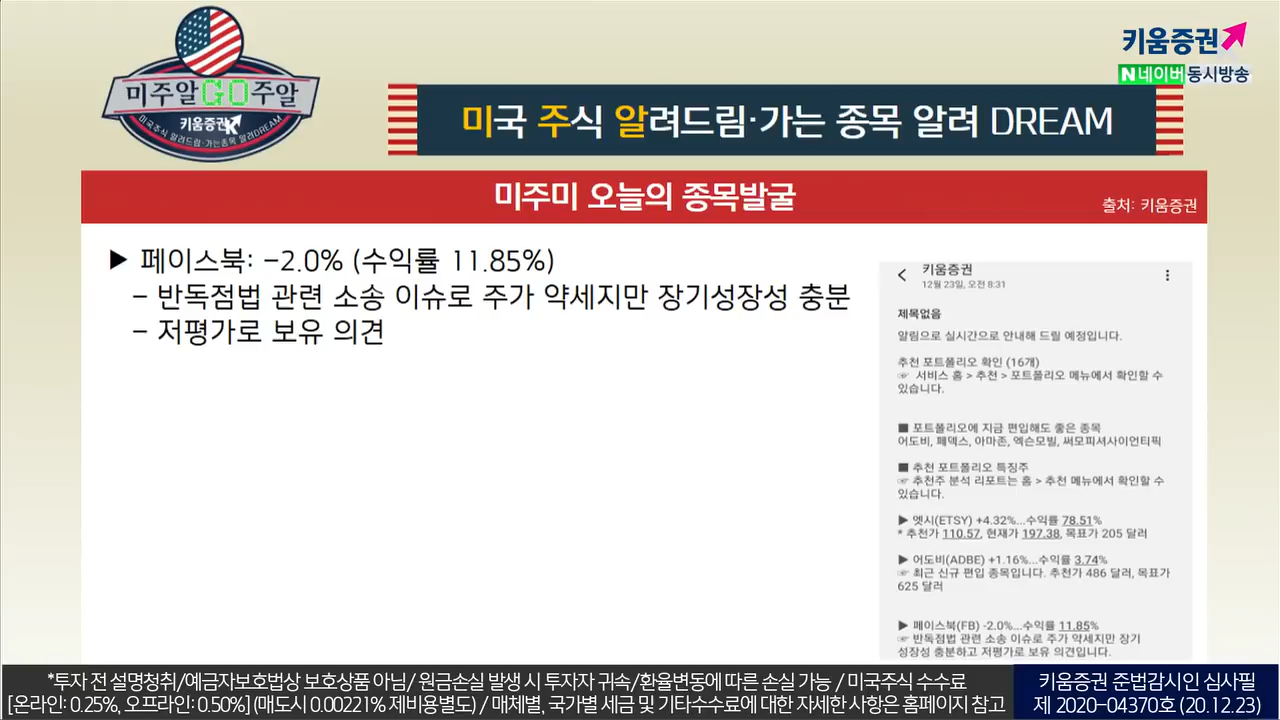 미주알GO주알
키움증권
미국주식 알려드림·가는종목 알려DREAM
키움증권
N 네이버 동시방송
미국 주식 알려드림·가는 종목 알려 DREAM
미주미 오늘의 종목발굴
출처: 키움증권
▶ 페이스북: -2.0% (수익률 11.85%)
- 반독점법 관련 소송 이슈로 주가 약세지만 장기성장성 충분
- 저평가로 보유 의견
키움증권
12월 23일, 오전 8:31
제목없음
알림으로 실시간으로 안내해 드릴 예정입니다.
추천 포트폴리오 확인 (16개)
☞ 서비스 홈 > 추천 > 포트폴리오 메뉴에서 확인할 수
있습니다.
■ 포트폴리오에 지금 편입해도 좋은 종목
어도비, 페덱스, 아마존, 엑슨모빌, 써모피셔사이언티픽
■ 추천 포트폴리오 특징주
☞ 추천주 분석 리포트는 홈 > 추천 메뉴에서 확인할 수
있습니다.
▶ 엣시(ETSY) +4.32%...수익률 78.51%
* 추천가 110.57, 현재가 197.38, 목표가 205 달러
▶ 어도비(ADBE) +1.16%...수익률 3.74%
☞ 최근 신규 편입 종목입니다. 추천가 486 달러, 목표가
625 달러
▶ 페이스북(FB) -2.0%...수익률 11.85%
☞ 반독점법 관련 소송 이슈로 주가 약세지만 장기
성장성 충분하고 저평가로 보유 의견입니다.
*투자 전 설명청취/예금자보호법상 보호상품 아님/ 원금손실 발생 시 투자자 귀속/환율변동에 따른 손실 가능 / 미국주식 수수료
[온라인: 0.25%, 오프라인: 0.50%] (매도시 0.00221% 제비용별도) / 매체별, 국가별 세금 및 기타수수료에 대한 자세한 사항은 홈페이지 참고
키움증권 준법감시인 심사필
제 2020-04370호 (20.12.23)